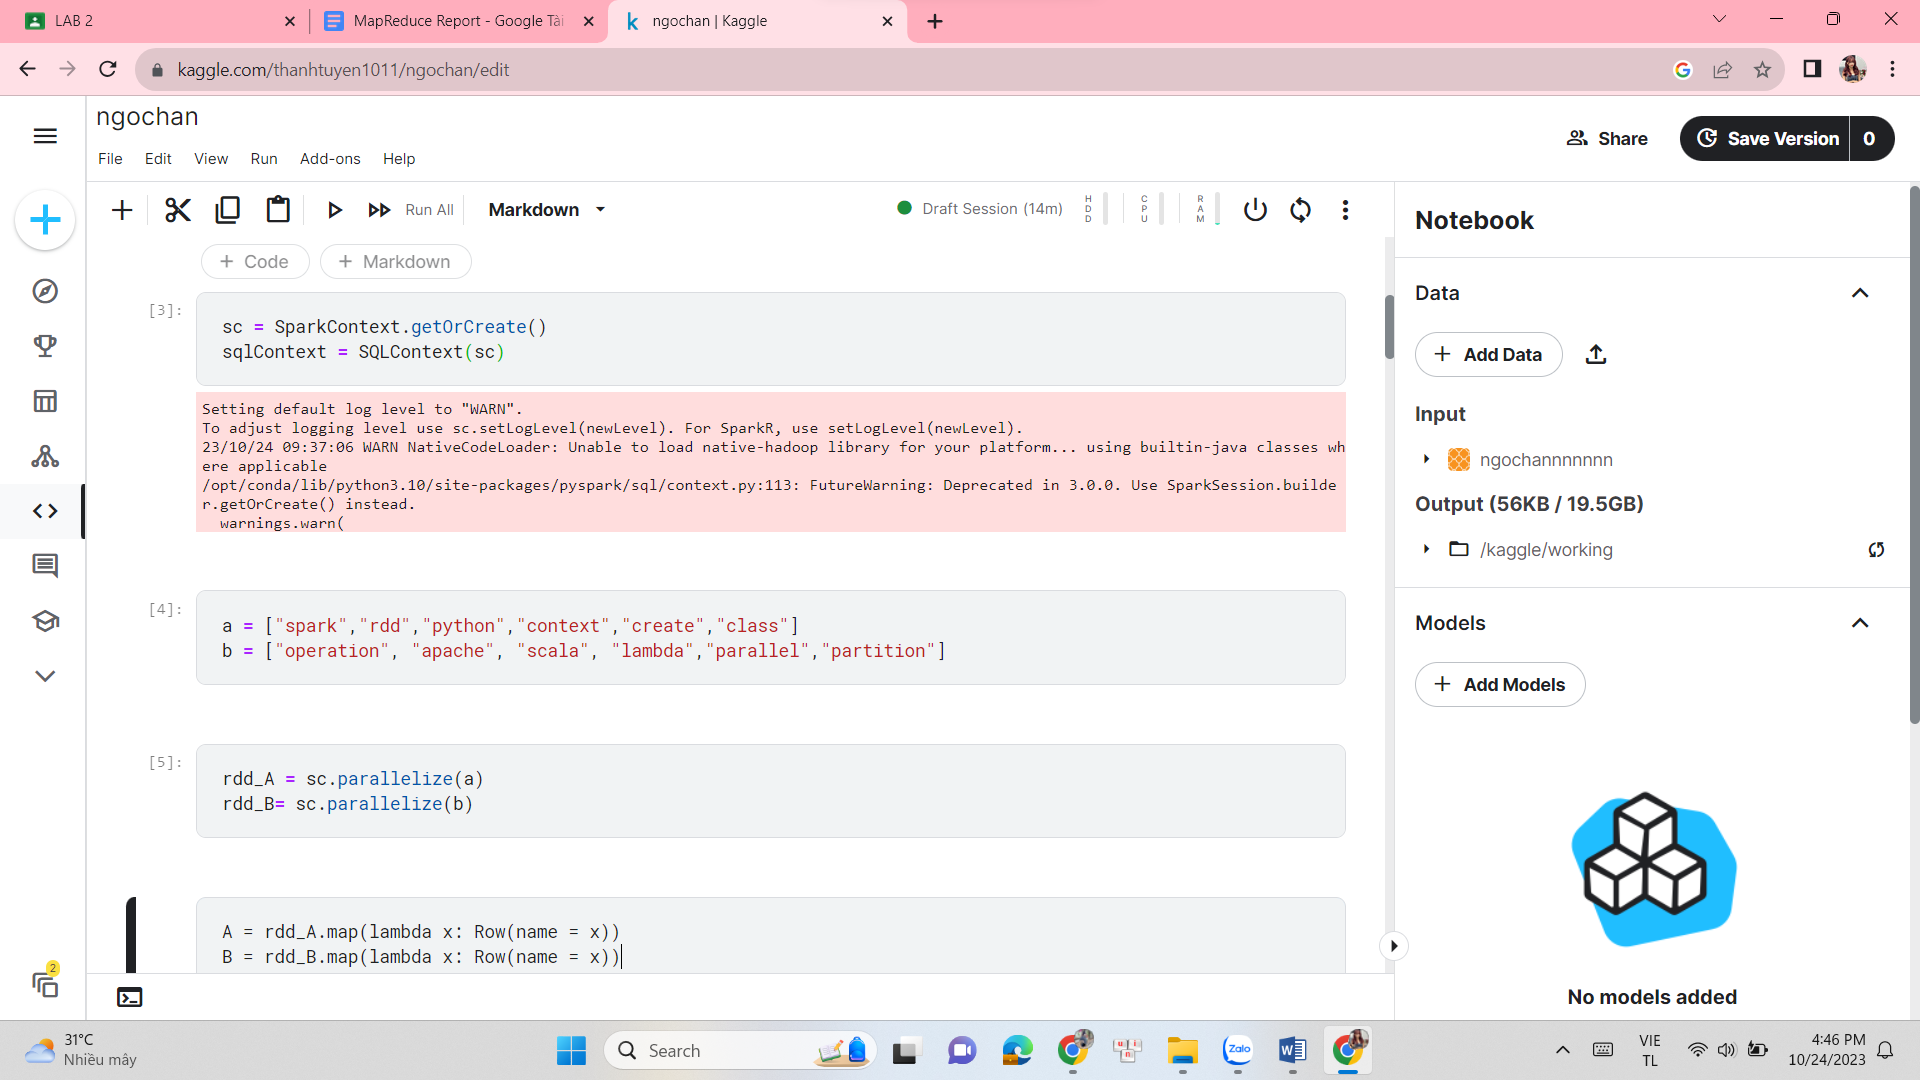 LAB 2
MapReduce Report - Google Tài
ngochan | Kaggle
kaggle.com/thanhtuyen1011/ngochan/edit
ngochan
File Edit View Run Add-ons Help
Share
Save Version 0
Run All
Markdown
Draft Session (14m)
HDD
CPU
RAM
+ Code
+ Markdown
[3]:
sc = SparkContext.getOrCreate()
sqlContext = SQLContext(sc)
Setting default log level to "WARN".
To adjust logging level use sc.setLogLevel(newLevel). For SparkR, use setLogLevel(newLevel).
23/10/24 09:37:06 WARN NativeCodeLoader: Unable to load native-hadoop library for your platform... using builtin-java classes wh
ere applicable
/opt/conda/lib/python3.10/site-packages/pyspark/sql/context.py:113: FutureWarning: Deprecated in 3.0.0. Use SparkSession.builde
r.getOrCreate() instead.
warnings.warn(
[4]:
a = ["spark","rdd","python","context","create","class"]
b = ["operation", "apache", "scala", "lambda","parallel","partition"]
[5]:
rdd_A = sc.parallelize(a)
rdd_B= sc.parallelize(b)
A = rdd_A.map(lambda x: Row(name = x))
B = rdd_B.map(lambda x: Row(name = x))
Notebook
Data
+ Add Data
Input
ngochannnnnnn
Output (56KB / 19.5GB)
/kaggle/working
Models
+ Add Models
No models added
2
31°C
Nhiều mây
Search
Zalo
VIE
TL
4:46 PM
10/24/2023